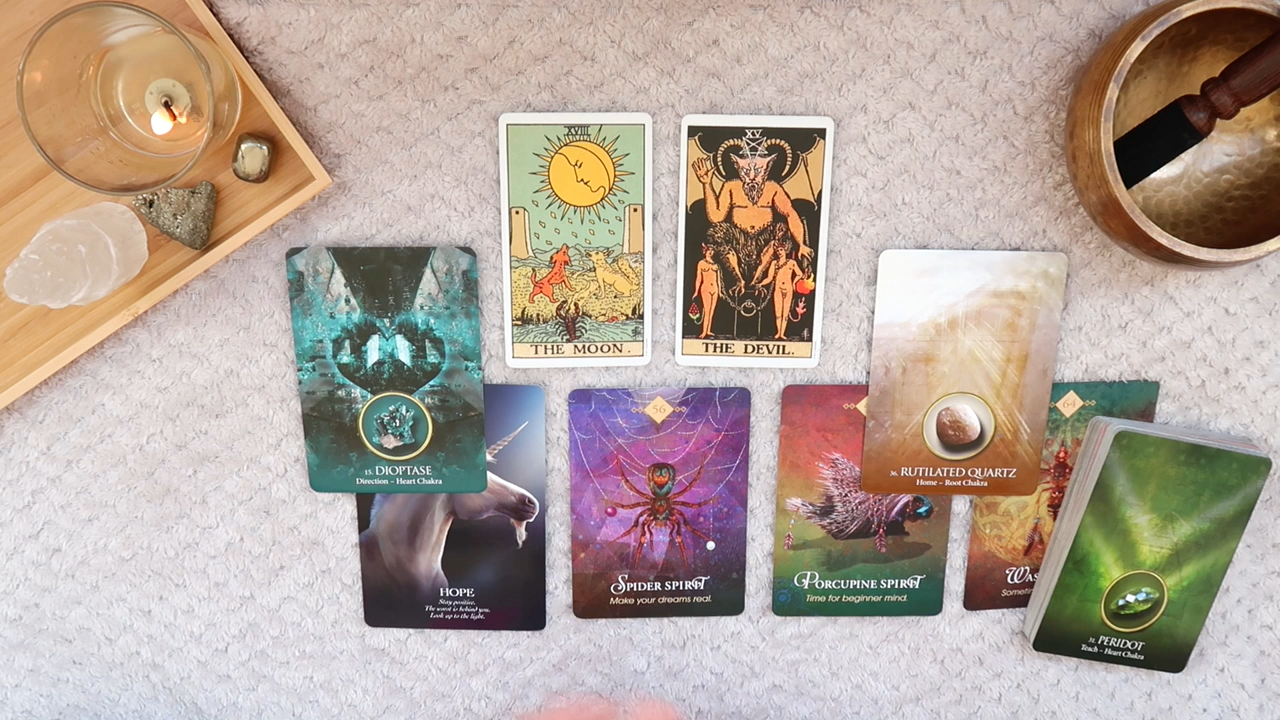 XVIII
THE MOON.
XV
THE DEVIL.
15. DIOPTASE
Direction ~ Heart Chakra
HOPE
Stay positive.
The worst is behind you.
Look up to the light.
56
SPIDER SPIRIT
Make your dreams real.
PORCUPINE SPIRIT
Time for beginner mind.
36. RUTILATED QUARTZ
Home ~ Root Chakra
64
31. PERIDOT
Teach ~ Heart Chakra